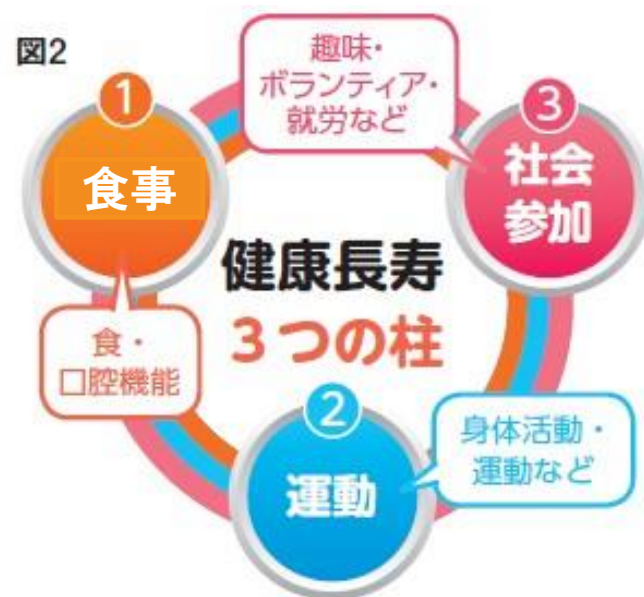 図2
1
食事
食・
口腔機能
趣味・
ボランティア・
就労など
3
社会
参加
健康長寿
3つの柱
2
運動
身体活動・
運動など